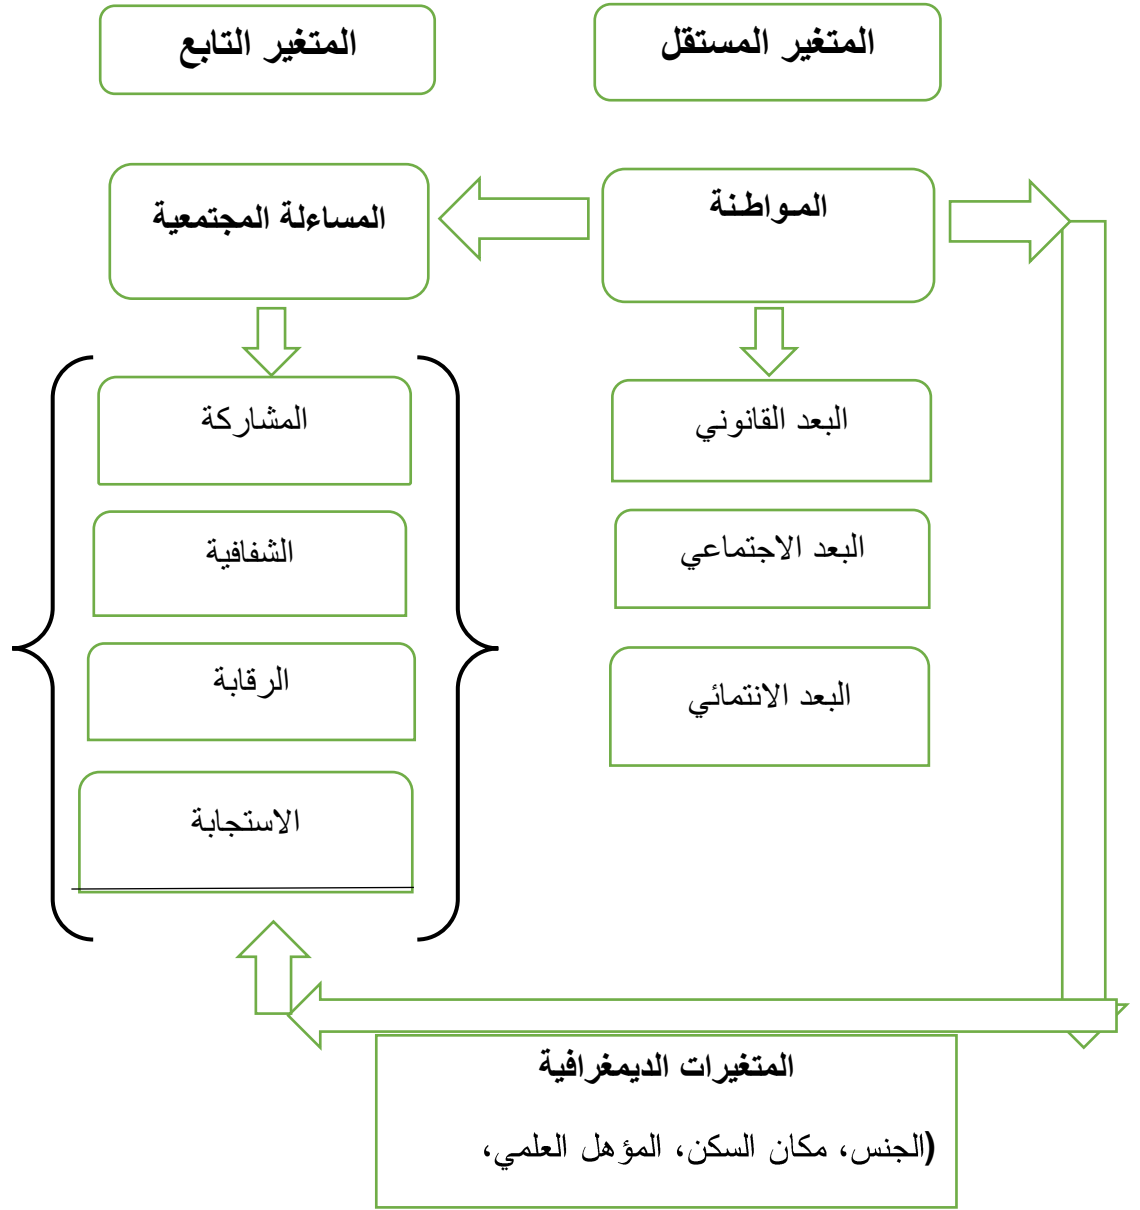 المتغير المستقل
المتغير التابع
المـواطـنة
المساءلة المجتمعية
البعد القانوني
البعد الاجتماعي
البعد الانتمائي
المشاركة
الشفافية
الرقابة
الاستجابة
المتغيرات الديمغرافية
(الجنس، مكان السكن، المؤهل العلمي،